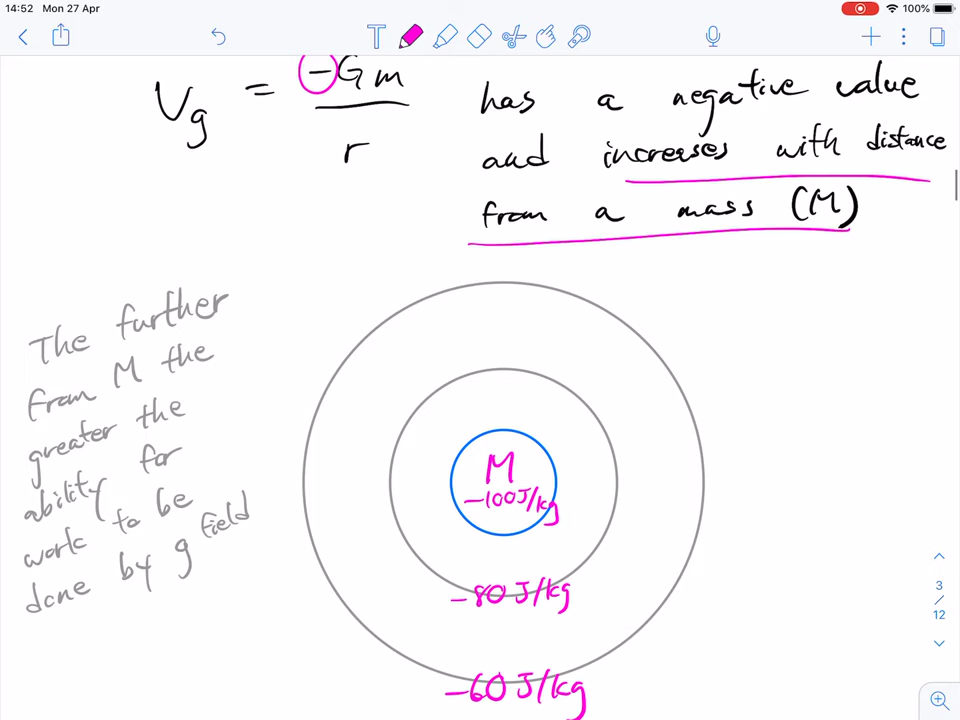 14:52 Mon 27 Apr
100%
Vg = -Gm / r
has a negative value
and increases with distance
from a mass (M)
The further
from M the
greater the
ability for
work to be
done by g field
M
-100J/kg
-80 J/kg
-60 J/kg
3
/
12